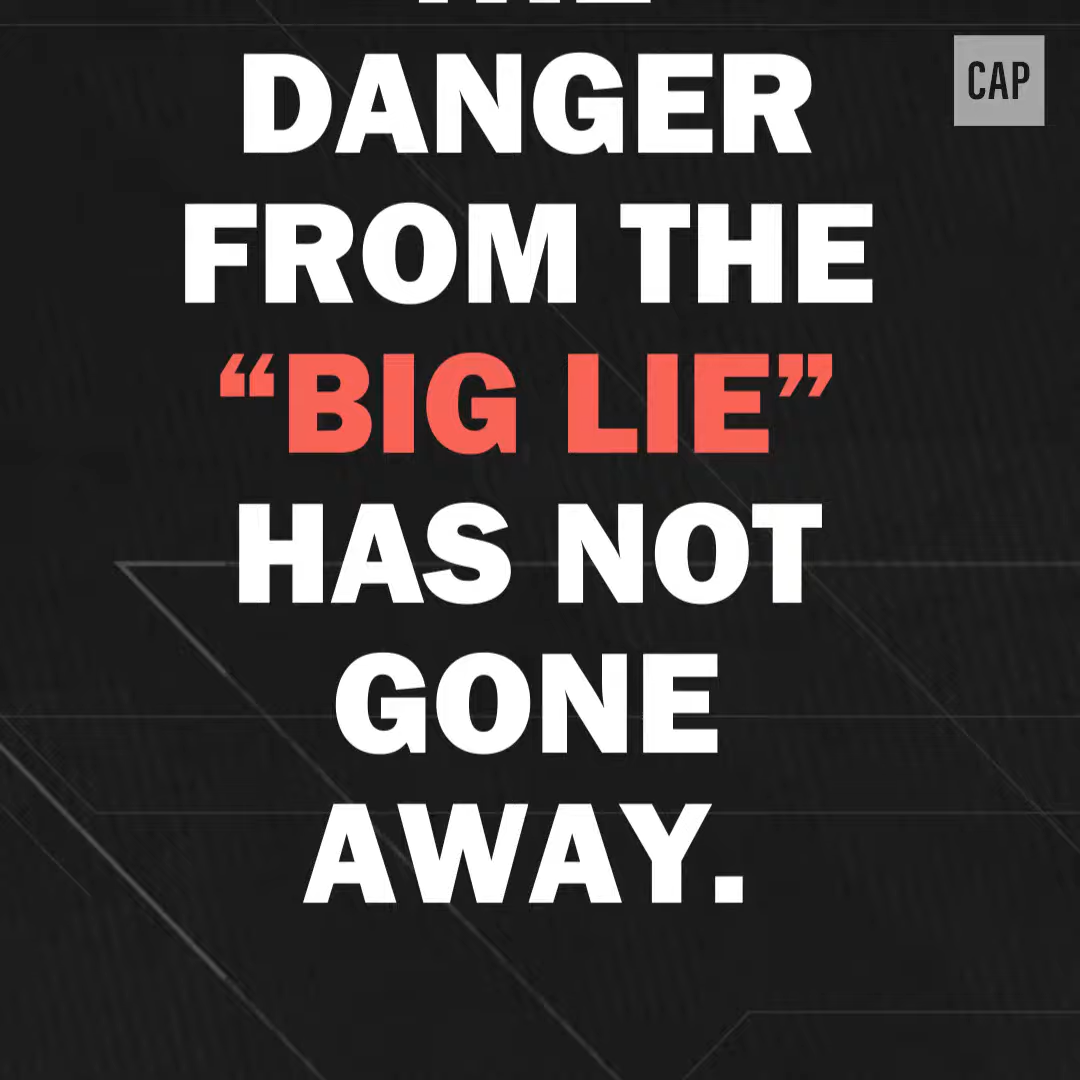 DANGER
FROM THE
“BIG LIE”
HAS NOT
GONE
AWAY.
CAP